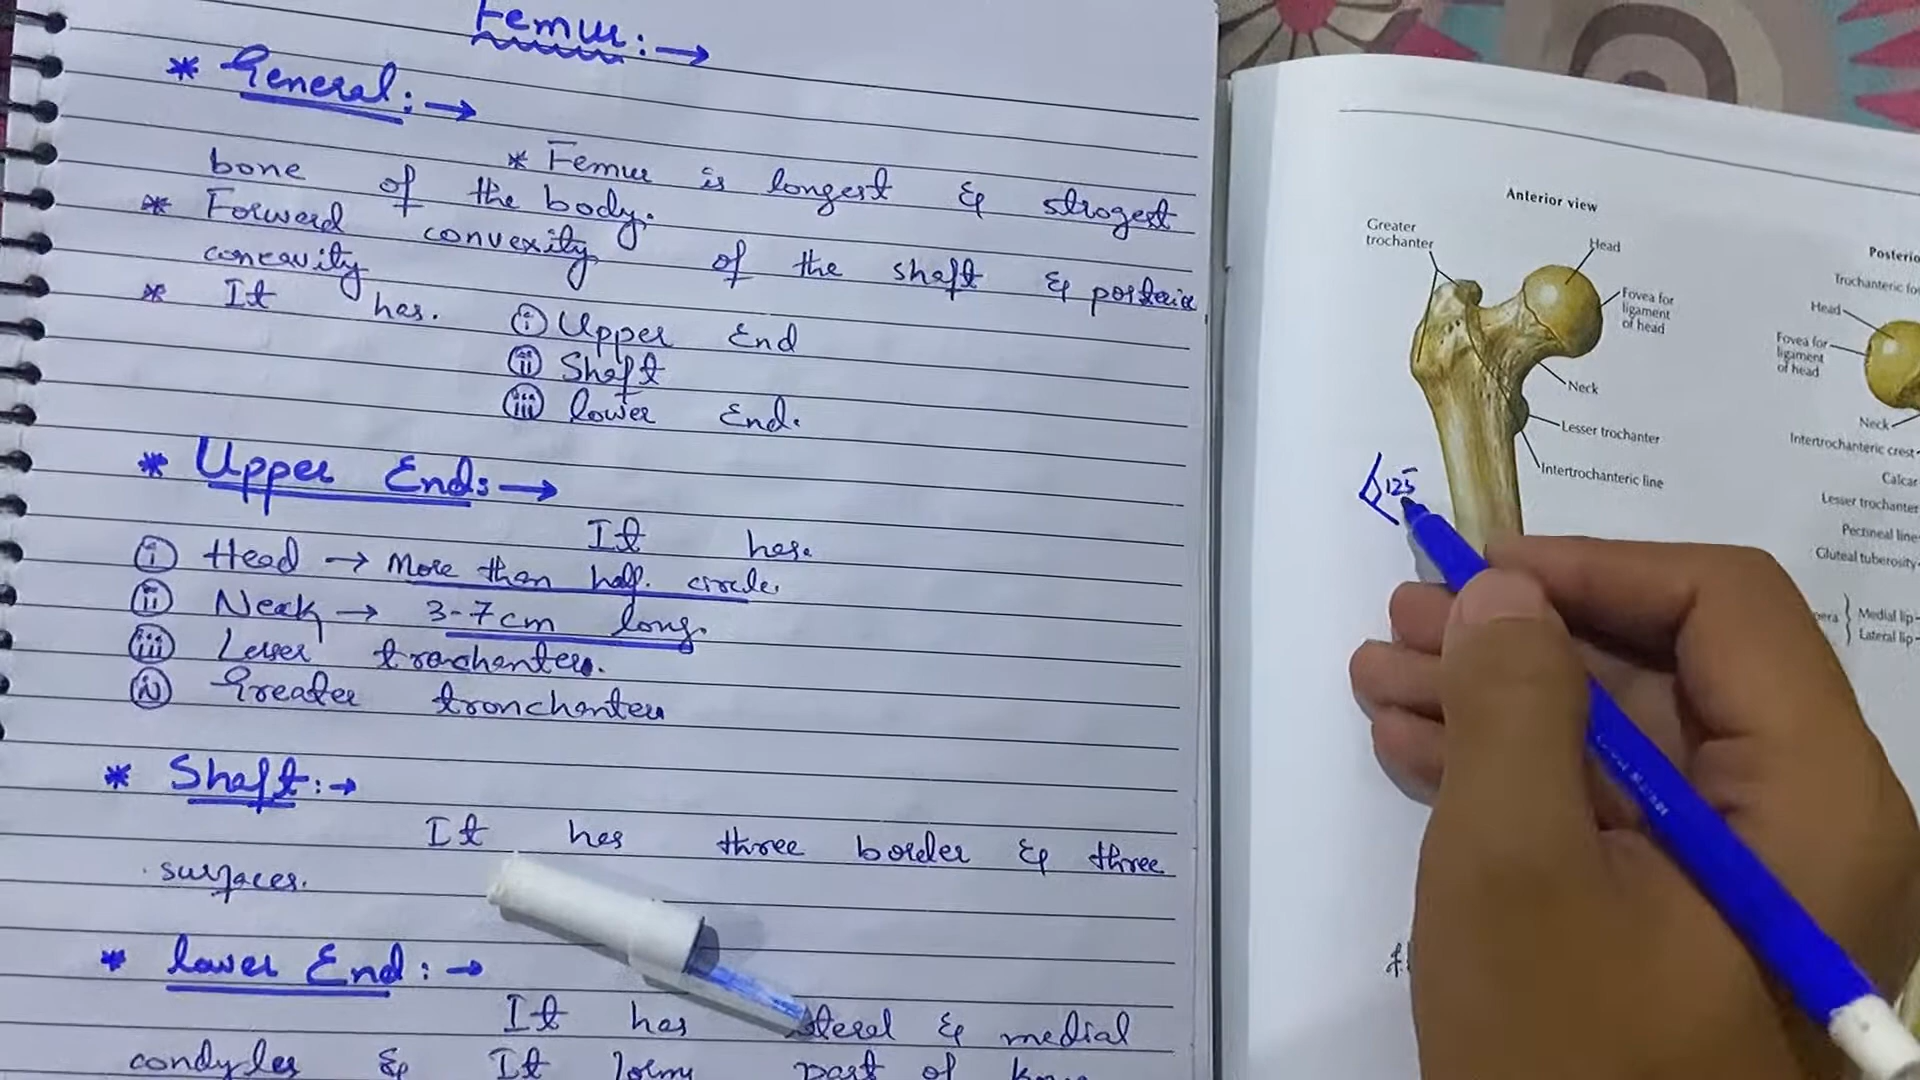 Femur:→
* General:→
* Femur is longest & strogest
bone of the body.
* Forward convexity of the shaft & posterior
concavity
* It has. (i) Upper End
(ii) Shaft
(iii) lower End.
* Upper End:→
It has.
(i) Head → More than half. circle.
(ii) Neck → 3-7cm long.
(iii) Lesser trochanter.
(iv) Greater tronchanter
* Shaft:→
It has three border & three
surfaces.
* lower End:→
It has & medial
condyles & It part of
Anterior view
Greater
trochanter
Head
Fovea for
ligament
of head
Neck
Lesser trochanter
Intertrochanteric line
125
Trochanteric
Head
Fovea for
ligament
of head
Neck
Intertrochanteric crest
Calcar
Lesser trochanter
Pectineal line
Gluteal tuberosity
Medial lip
Lateral lip